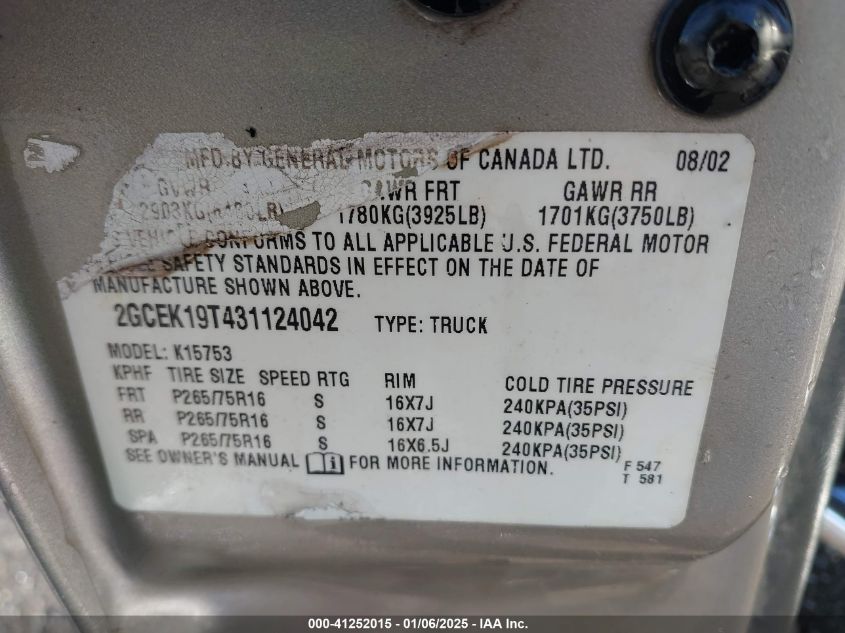 MFD BY GENERAL MOTORS OF CANADA LTD. 08/02
GVWR GAWR FRT GAWR RR
1780KG(3925LB) 1701KG(3750LB)
VEHICLE CONFORMS TO ALL APPLICABLE U.S. FEDERAL MOTOR
SAFETY STANDARDS IN EFFECT ON THE DATE OF
MANUFACTURE SHOWN ABOVE.
2GCEK19T431124042 TYPE: TRUCK
MODEL: K15753
KPHF TIRE SIZE SPEED RTG RIM COLD TIRE PRESSURE
FRT P265/75R16 S 16X7J 240KPA(35PSI)
RR P265/75R16 S 16X7J 240KPA(35PSI)
SPA P265/75R16 S 16X6.5J 240KPA(35PSI)
SEE OWNER'S MANUAL FOR MORE INFORMATION.
F 547
T 581
000-41252015 - 01/06/2025 - IAA Inc.